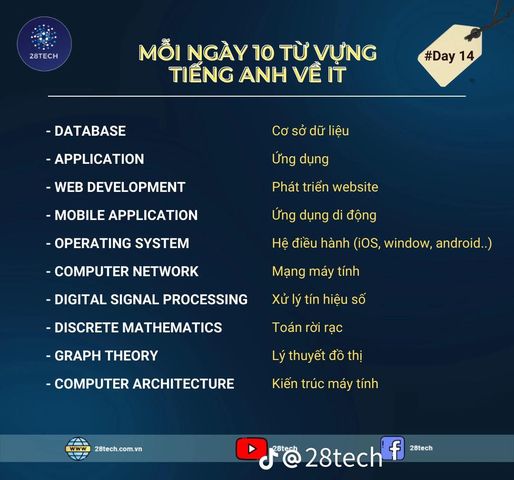 28TECH
MỖI NGÀY 10 TỪ VỰNG
TIẾNG ANH VỀ IT
#Day 14
- DATABASE Cơ sở dữ liệu
- APPLICATION Ứng dụng
- WEB DEVELOPMENT Phát triển website
- MOBILE APPLICATION Ứng dụng di động
- OPERATING SYSTEM Hệ điều hành (iOS, window, android..)
- COMPUTER NETWORK Mạng máy tính
- DIGITAL SIGNAL PROCESSING Xử lý tín hiệu số
- DISCRETE MATHEMATICS Toán rời rạc
- GRAPH THEORY Lý thuyết đồ thị
- COMPUTER ARCHITECTURE Kiến trúc máy tính
www 28tech.com.vn 28tech 28tech
@28tech